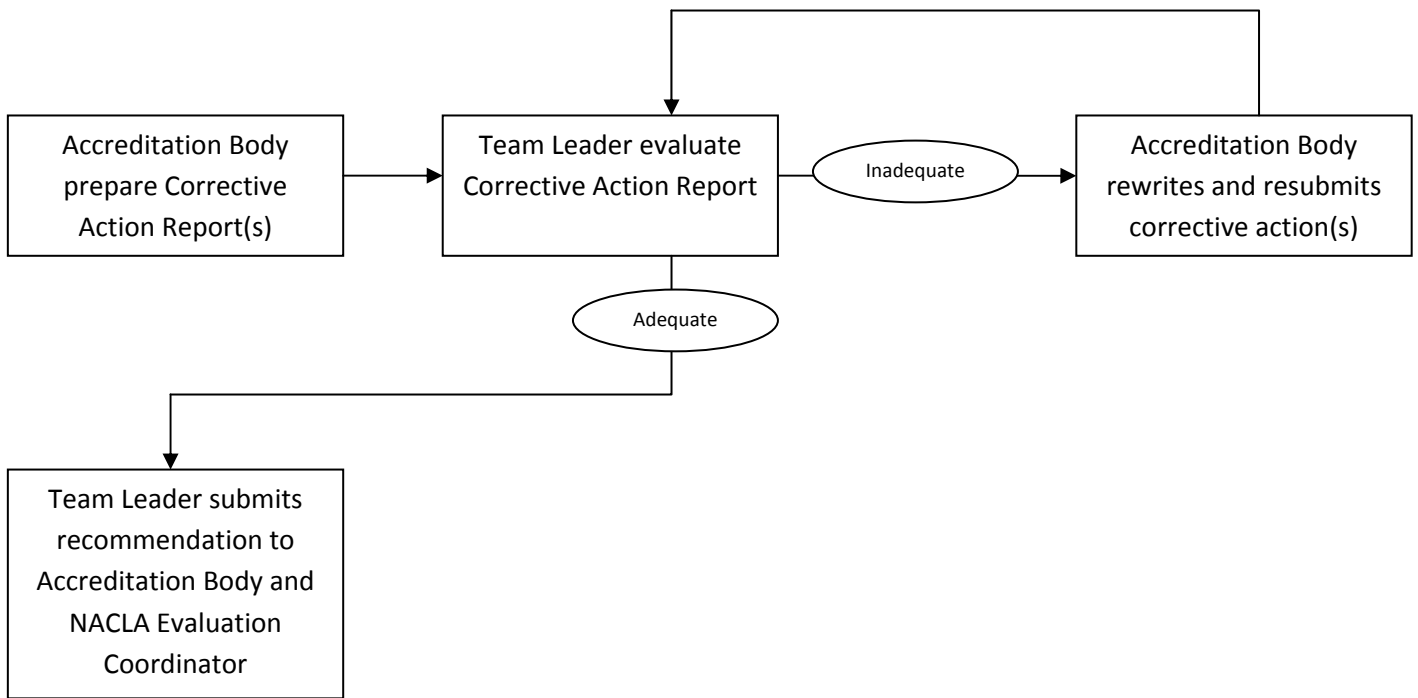 Accreditation Body
prepare Corrective
Action Report(s)
Team Leader evaluate
Corrective Action Report
Inadequate
Accreditation Body
rewrites and resubmits
corrective action(s)
Adequate
Team Leader submits
recommendation to
Accreditation Body and
NACLA Evaluation
Coordinator